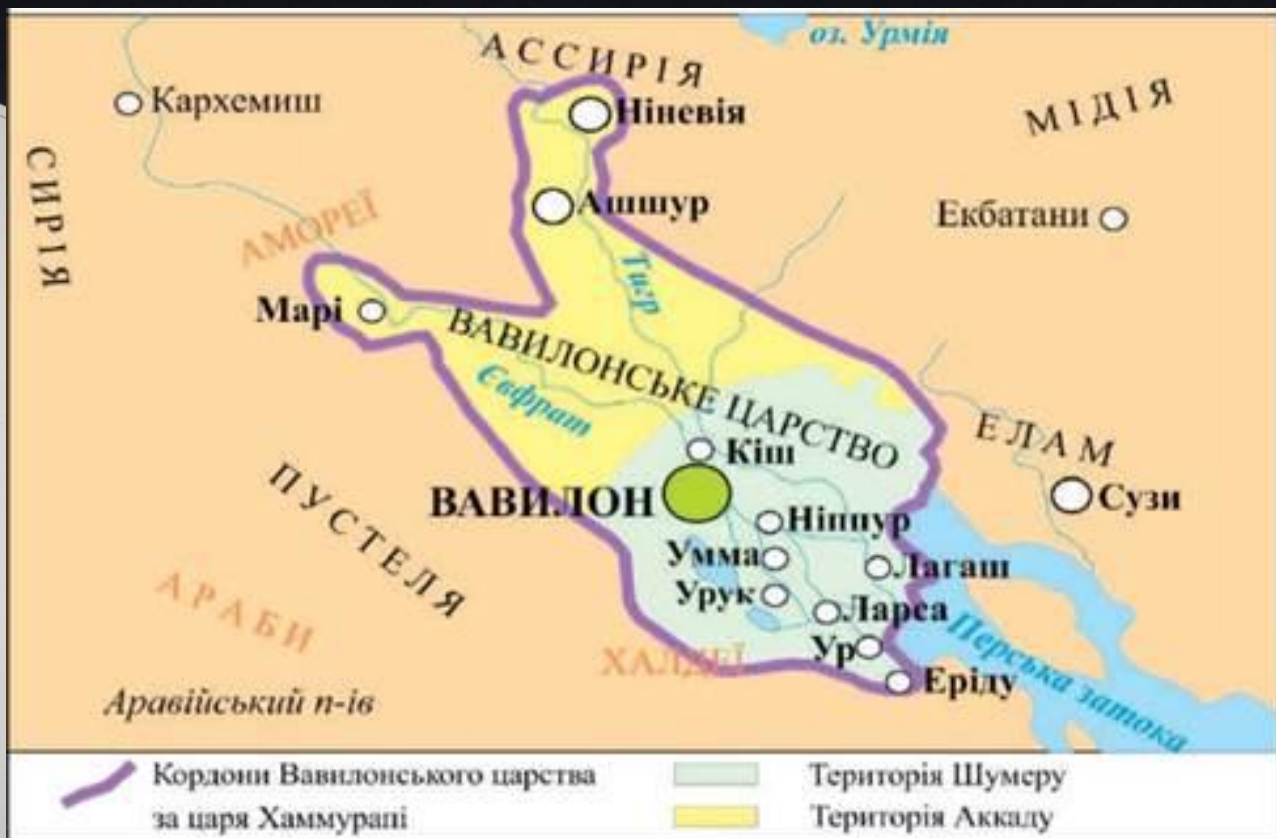 оз. Урмія
АССИРІЯ
Кархемиш
Ніневія
МІДІЯ
СИРІЯ
Ашшур
Екбатани
АМОРЕЇ
Тигр
Марі
ВАВИЛОНСЬКЕ ЦАРСТВО
Євфрат
Кіш
ЕЛАМ
ВАВИЛОН
Сузи
ПУСТЕЛЯ
Ніппур
Умма
Лагаш
Урук
Ларса
АРАБИ
Ур
Перська затока
ХАЛДЕЇ
Еріду
Аравійський п-ів
Кордони Вавилонського царства
за царя Хаммурапі
Територія Шумеру
Територія Аккаду